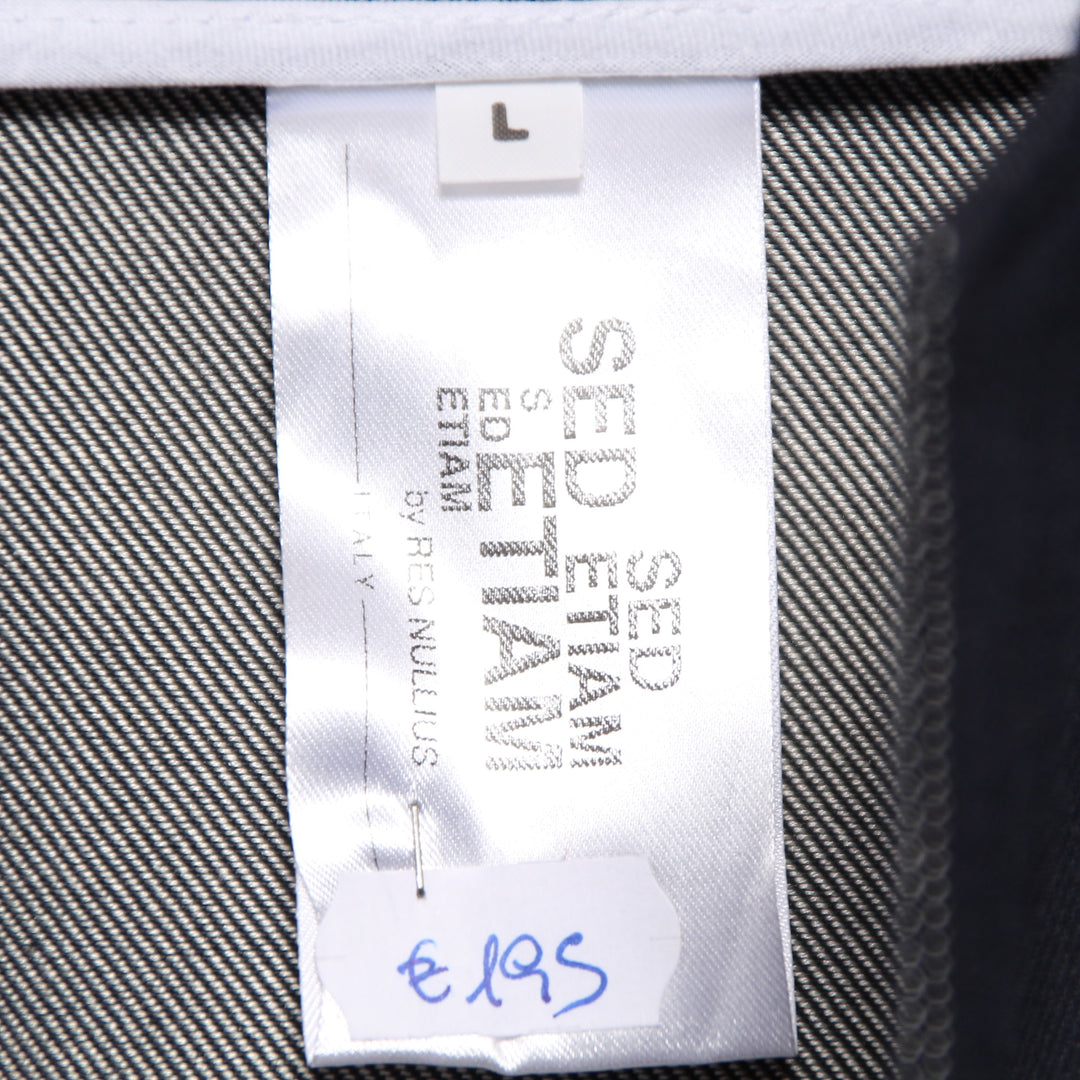 L
SED
SED ETIAM
S ETIAM
ED
ETIAM
by RES NULLIUS
ITALY
€ 195